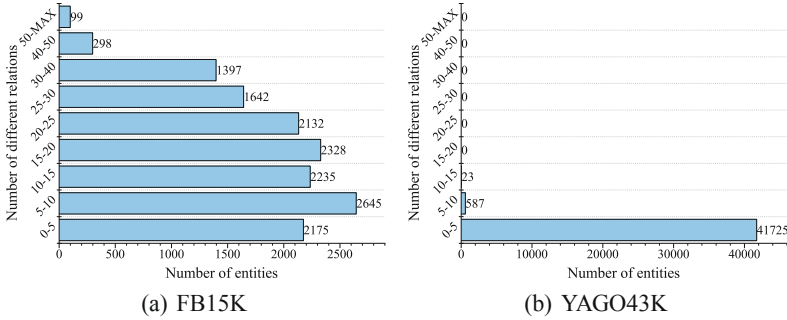 Number of different relations
50-MAX 99
40-50 298
30-40 1397
25-30 1642
20-25 2132
15-20 2328
10-15 2235
5-10 2645
0-5 2175
0 500 1000 1500 2000 2500
Number of entities
(a) FB15K
Number of different relations
50-MAX 0
40-50 0
30-40 0
25-30 0
20-25 0
15-20 0
10-15 23
5-10 587
0-5 41725
0 10000 20000 30000 40000
Number of entities
(b) YAGO43K